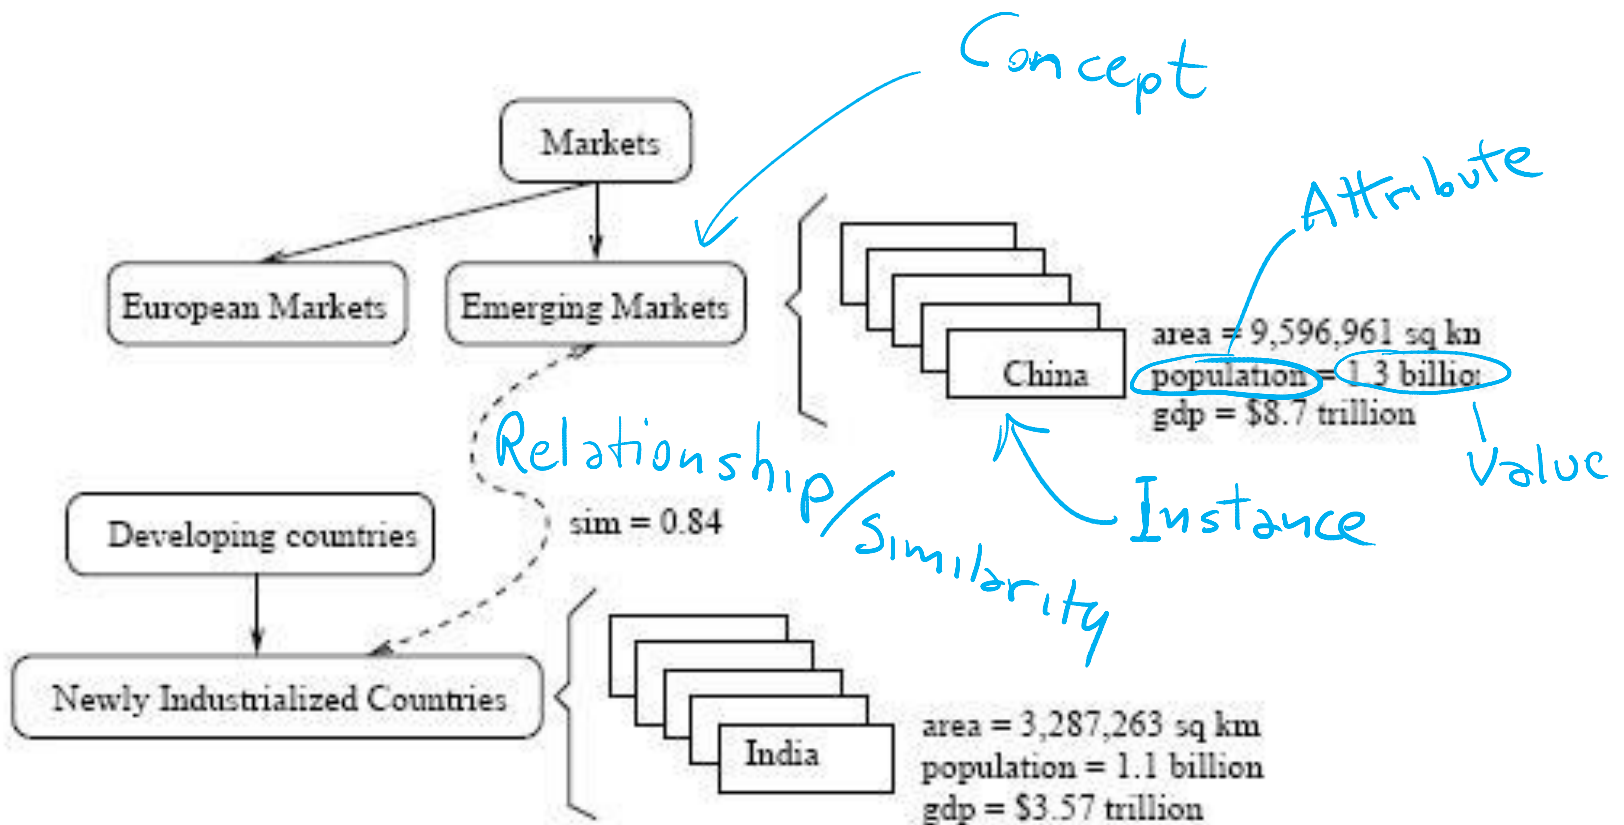 Concept
Markets
Attribute
European Markets
Emerging Markets
area = 9,596,961 sq kn
China
population = 1.3 billio
gdp = $8.7 trillion
Value
Relationship/similarity
Instance
sim = 0.84
Developing countries
Newly Industrialized Countries
area = 3,287,263 sq km
India
population = 1.1 billion
gdp = $3.57 trillion